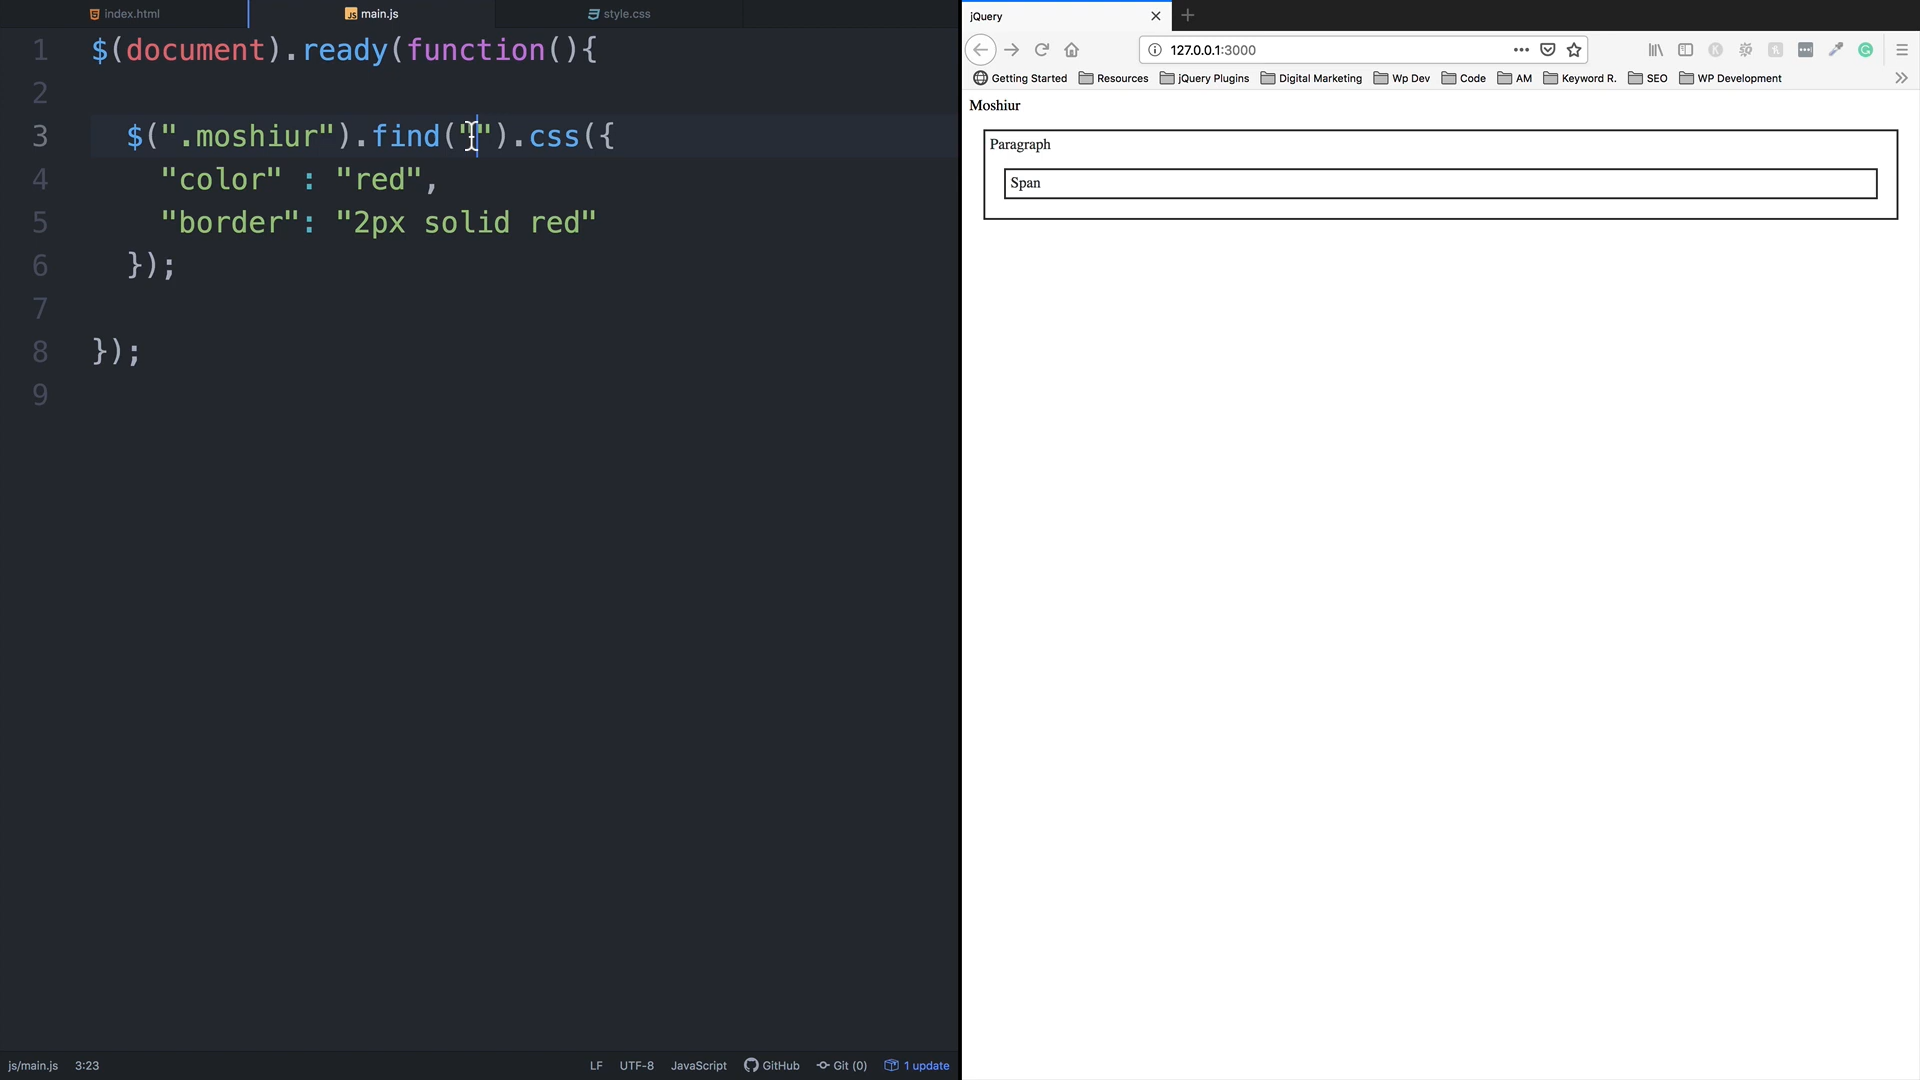 index.html
main.js
style.css
1 $(document).ready(function(){
2
3 $(".moshiur").find("").css({
4 "color" : "red",
5 "border": "2px solid red"
6 });
7
8 });
9
js/main.js 3:23 LF UTF-8 JavaScript GitHub Git (0) 1 update
jQuery
127.0.0.1:3000
Getting Started Resources jQuery Plugins Digital Marketing Wp Dev Code AM Keyword R. SEO WP Development
Moshiur
Paragraph
Span